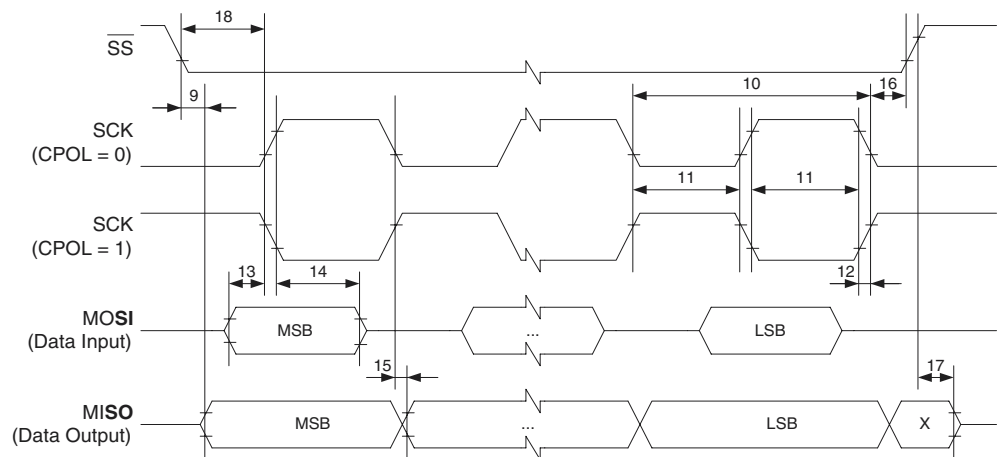 18
SS
9
10
16
SCK
(CPOL = 0)
11
11
SCK
(CPOL = 1)
13
14
12
MOSI
(Data Input)
MSB
...
LSB
15
17
MISO
(Data Output)
MSB
...
LSB
X